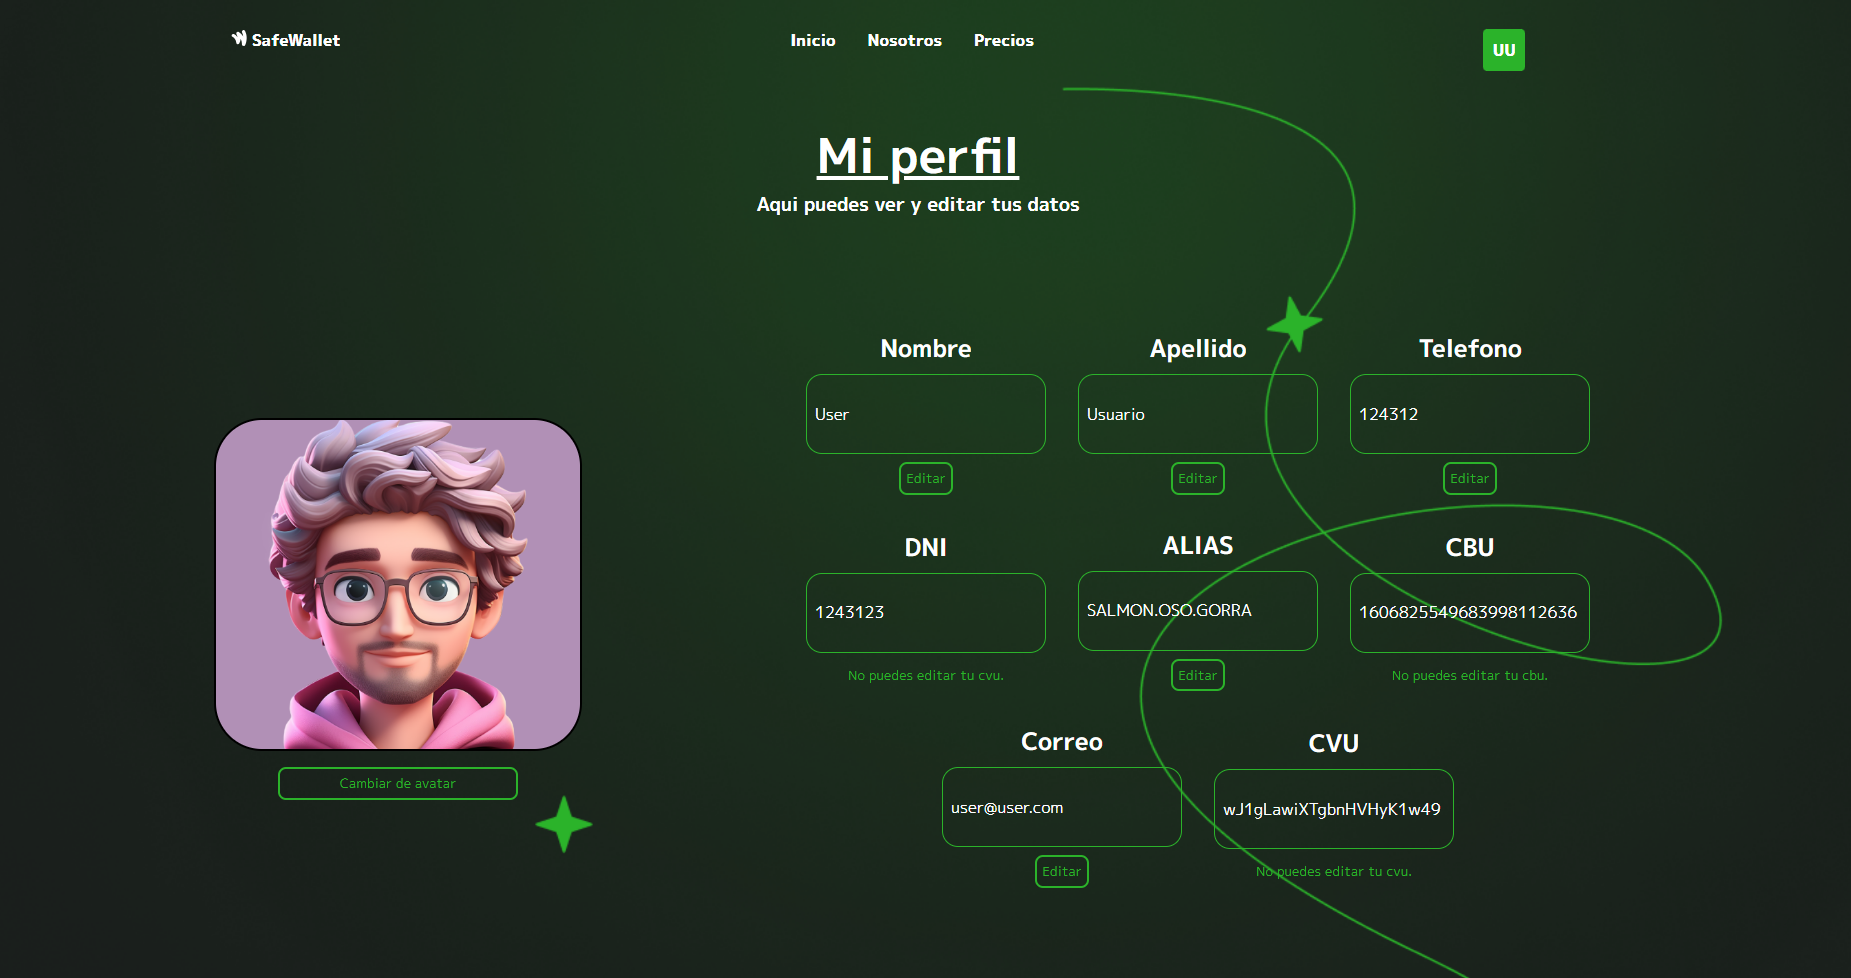 SafeWallet
Inicio
Nosotros
Precios
UU
Mi perfil
Aqui puedes ver y editar tus datos
Nombre
Apellido
Telefono
User
Usuario
124312
Editar
Editar
Editar
DNI
ALIAS
CBU
1243123
SALMON.OSO.GORRA
1606825549683998112636
No puedes editar tu cvu.
Editar
No puedes editar tu cbu.
Correo
CVU
user@user.com
wJ1gLawiXTgbnHVHyK1w49
Editar
No puedes editar tu cvu.
Cambiar de avatar